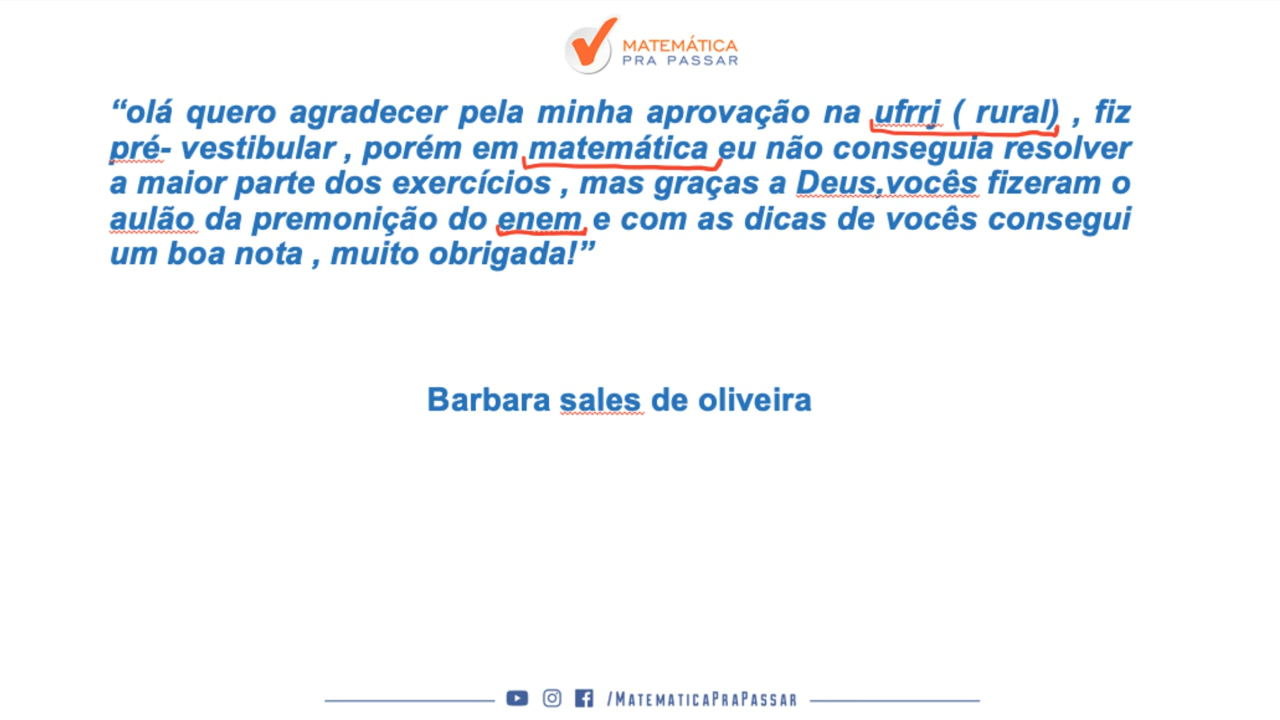 MATEMÁTICA
PRA PASSAR
“olá quero agradecer pela minha aprovação na ufrrj ( rural) , fiz
pré- vestibular , porém em matemática eu não conseguia resolver
a maior parte dos exercícios , mas graças a Deus,vocês fizeram o
aulão da premonição do enem e com as dicas de vocês consegui
um boa nota , muito obrigada!”
Barbara sales de oliveira
/MATEMATICAPRAPASSAR